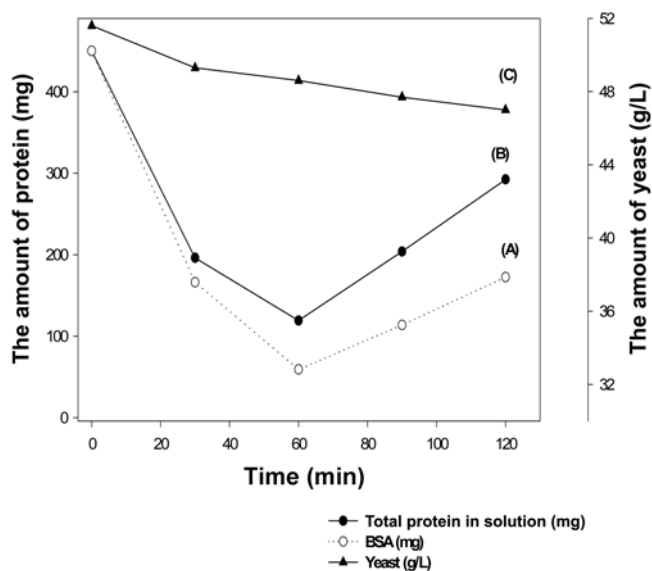 The amount of protein (mg)
400
300
200
100
0
(C)
(B)
(A)
52
48
44
40
36
32
The amount of yeast (g/L)
0 20 40 60 80 100 120
Time (min)
Total protein in solution (mg)
BSA (mg)
Yeast (g/L)